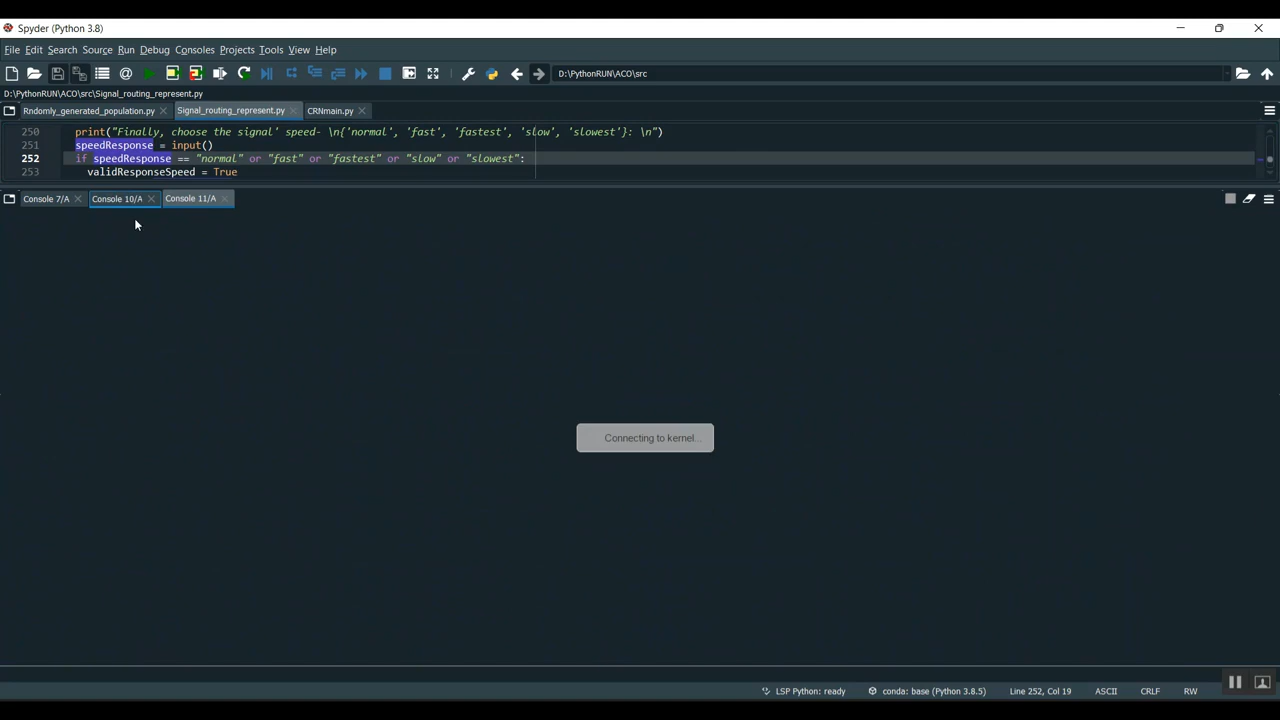 Spyder (Python 3.8)
File Edit Search Source Run Debug Consoles Projects Tools View Help
D:\PythonRUN\ACO\src
D:\PythonRUN\ACO\src\Signal_routing_represent.py
Rndomly_generated_population.py Signal_routing_represent.py CRNmain.py
250 print("Finally, choose the signal' speed- \n{'normal', 'fast', 'fastest', 'slow', 'slowest'}: \n")
251 speedResponse = input()
252 if speedResponse == "normal" or "fast" or "fastest" or "slow" or "slowest":
253 validResponseSpeed = True
Console 7/A Console 10/A Console 11/A
Connecting to kernel...
LSP Python: ready conda: base (Python 3.8.5) Line 252, Col 19 ASCII CRLF RW